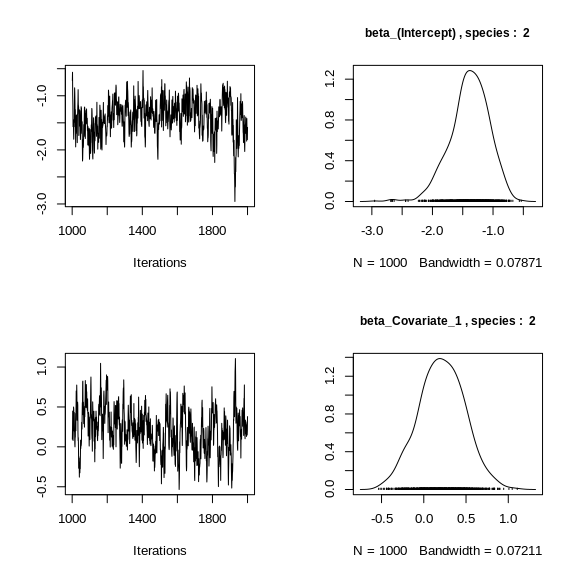 beta_(Intercept) , species :  2
-1.0
-2.0
-3.0
1000 1400 1800
Iterations
1.2
0.8
0.4
0.0
-3.0 -2.0 -1.0
N = 1000   Bandwidth = 0.07871
beta_Covariate_1 , species :  2
1.0
0.5
0.0
-0.5
1000 1400 1800
Iterations
1.2
0.8
0.4
0.0
-0.5 0.0 0.5 1.0
N = 1000   Bandwidth = 0.07211